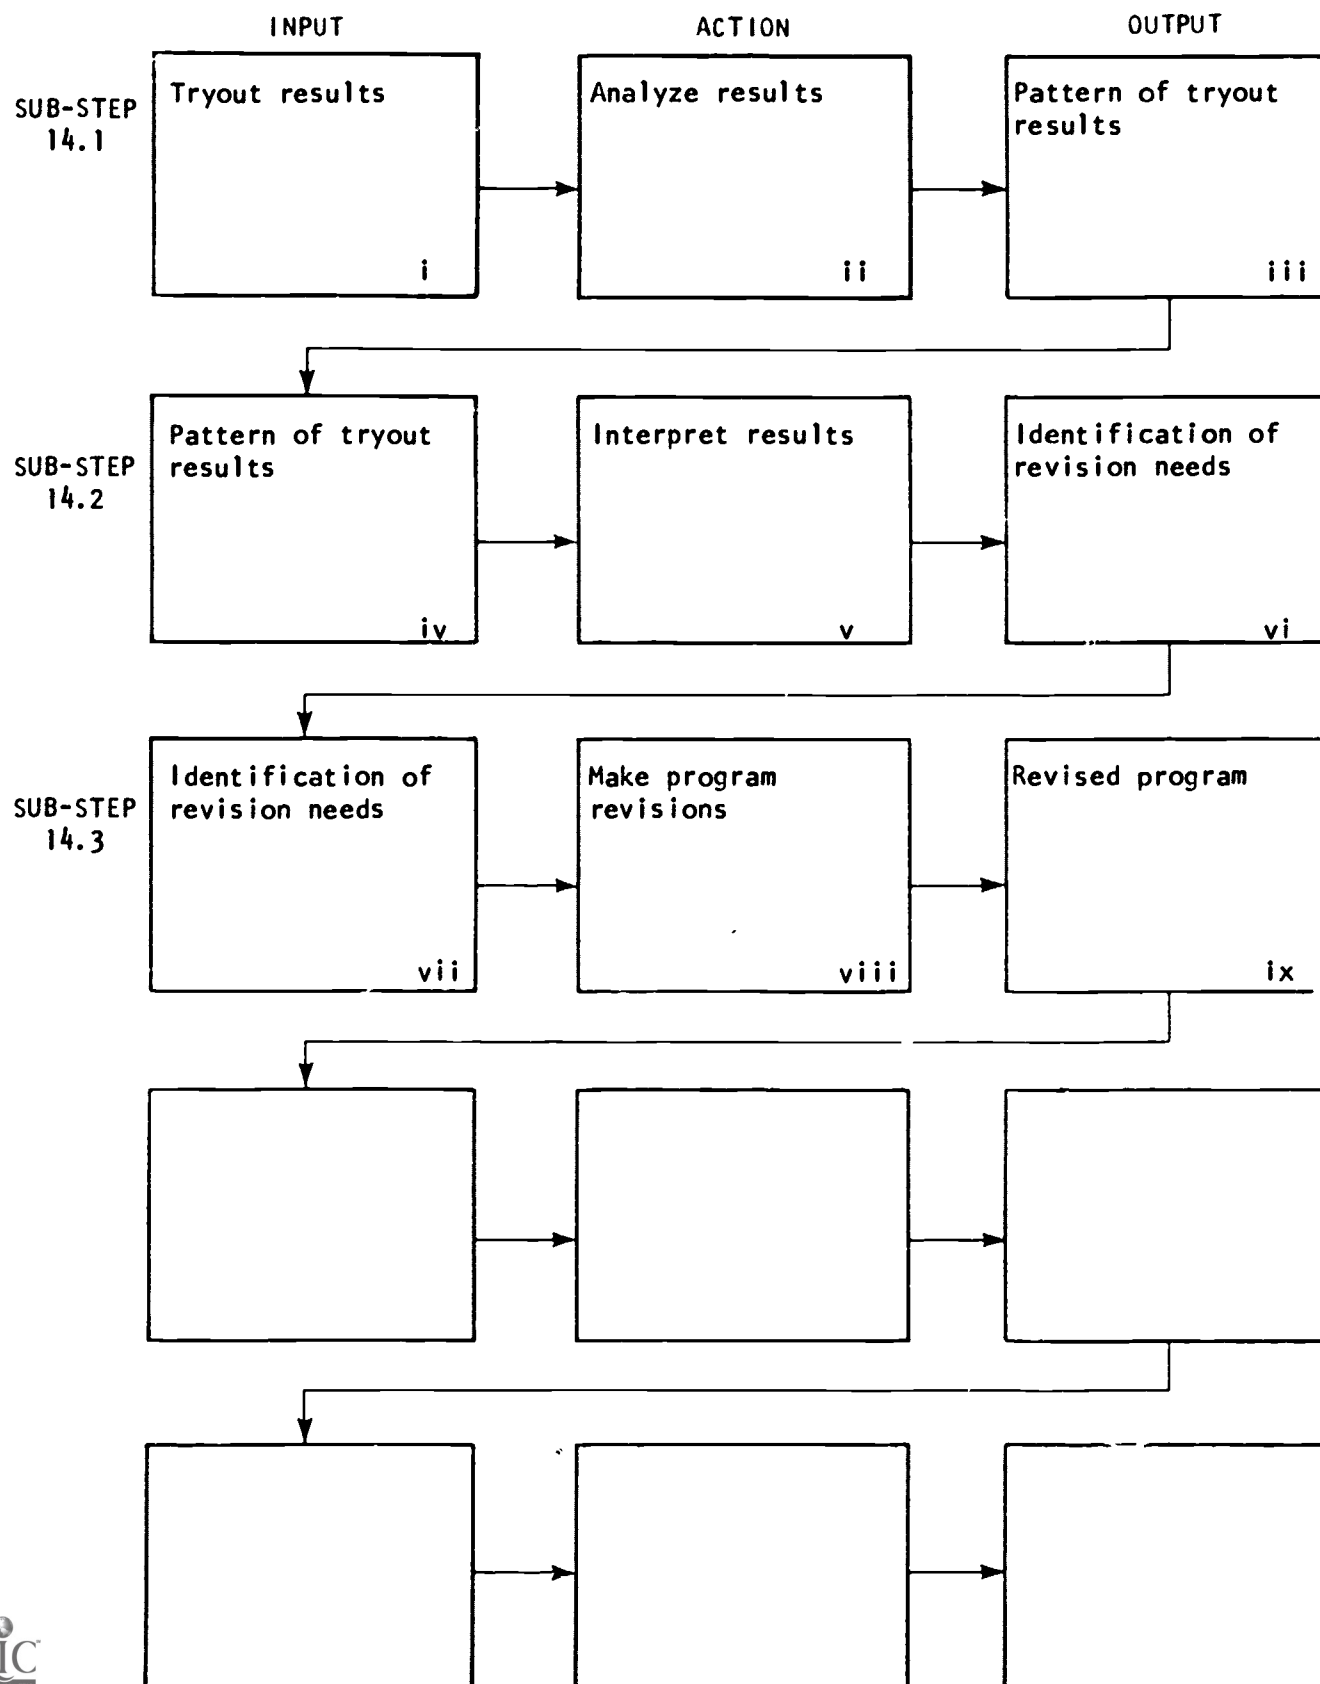 INPUT
ACTION
OUTPUT
SUB-STEP
14.1
Tryout results
i
Analyze results
ii
Pattern of tryout
results
iii
SUB-STEP
14.2
Pattern of tryout
results
iv
Interpret results
v
Identification of
revision needs
vi
SUB-STEP
14.3
Identification of
revision needs
vii
Make program
revisions
viii
Revised program
ix